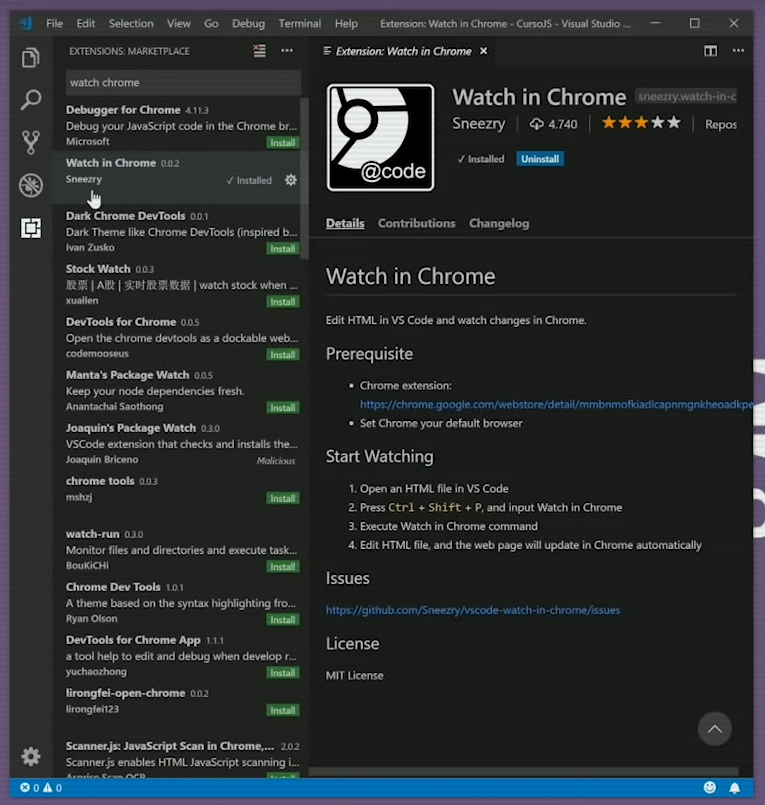 File Edit Selection View Go Debug Terminal Help Extension: Watch in Chrome - CursoJS - Visual Studio ...
EXTENSIONS: MARKETPLACE
watch chrome
Debugger for Chrome 4.11.3
Debug your JavaScript code in the Chrome br...
Microsoft Install
Watch in Chrome 0.0.2
Sneezry ✓ Installed
Dark Chrome DevTools 0.0.1
Dark Theme like Chrome DevTools (inspired b...
Ivan Zusko Install
Stock Watch 0.0.3
股票 | A股 | 实时股票数据 | watch stock when ...
xuallen Install
DevTools for Chrome 0.0.5
Open the chrome devtools as a dockable web...
codemooseus Install
Manta's Package Watch 0.0.5
Keep your node dependencies fresh.
Anantachai Saothong Install
Joaquin's Package Watch 0.3.0
VSCode extension that checks and installs the...
Joaquin Briceno Malicious
chrome tools 0.0.3
mshzj Install
watch-run 0.3.0
Monitor files and directories and execute task...
BouKiCHi Install
Chrome Dev Tools 1.0.1
A theme based on the syntax highlighting fro...
Ryan Olson Install
DevTools for Chrome App 1.1.1
a tool help to edit and debug when develop r...
yuchaozhong Install
lirongfei-open-chrome 0.0.2
lirongfei123 Install
Scanner.js: JavaScript Scan in Chrome,... 2.0.2
Scanner.js enables HTML JavaScript scanning i...
Asprise Scan OCR Install
0 0
Extension: Watch in Chrome
@code
Watch in Chrome sneezry.watch-in-c
Sneezry 4.740 Repos
✓ Installed Uninstall
Details Contributions Changelog
Watch in Chrome
Edit HTML in VS Code and watch changes in Chrome.
Prerequisite
• Chrome extension:
https://chrome.google.com/webstore/detail/mmbnmofkiadlcapnmgnkheoadkpe
• Set Chrome your default browser
Start Watching
1. Open an HTML file in VS Code
2. Press Ctrl + Shift + P, and input Watch in Chrome
3. Execute Watch in Chrome command
4. Edit HTML file, and the web page will update in Chrome automatically
Issues
https://github.com/Sneezry/vscode-watch-in-chrome/issues
License
MIT License